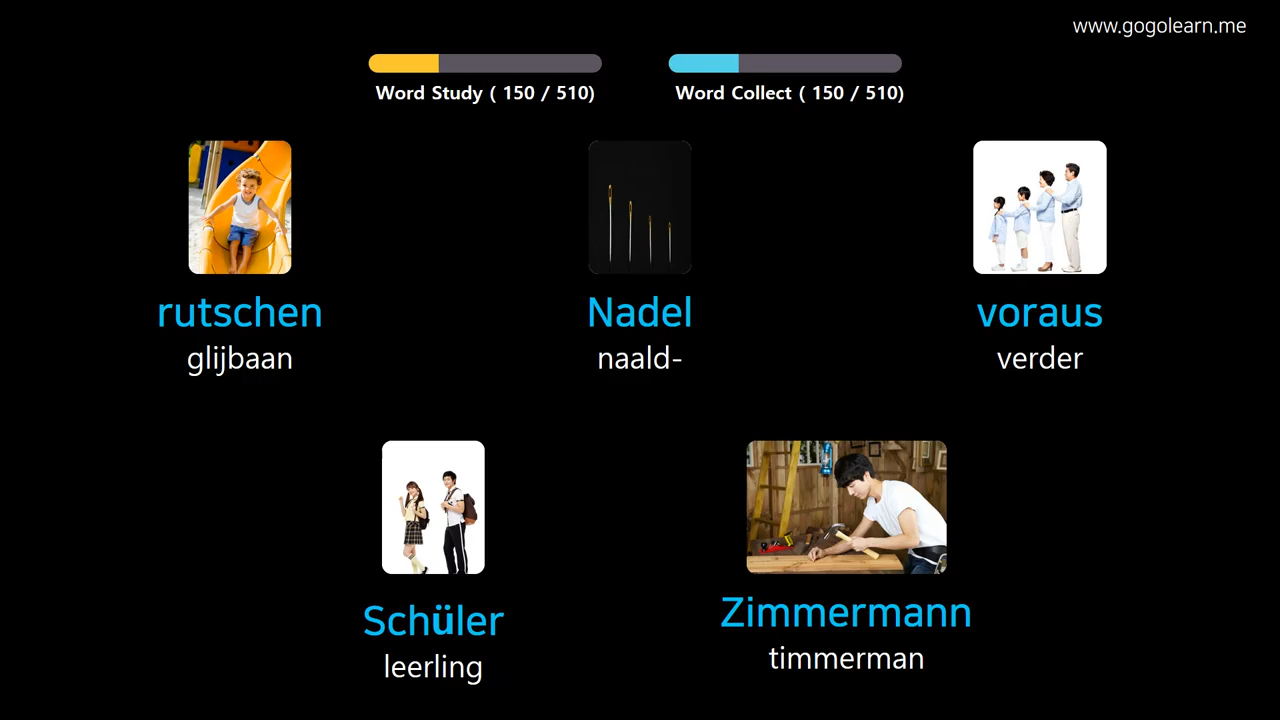 www.gogolearn.me
Word Study ( 150 / 510)
Word Collect ( 150 / 510)
rutschen
glijbaan
Nadel
naald-
voraus
verder
Schüler
leerling
Zimmermann
timmerman